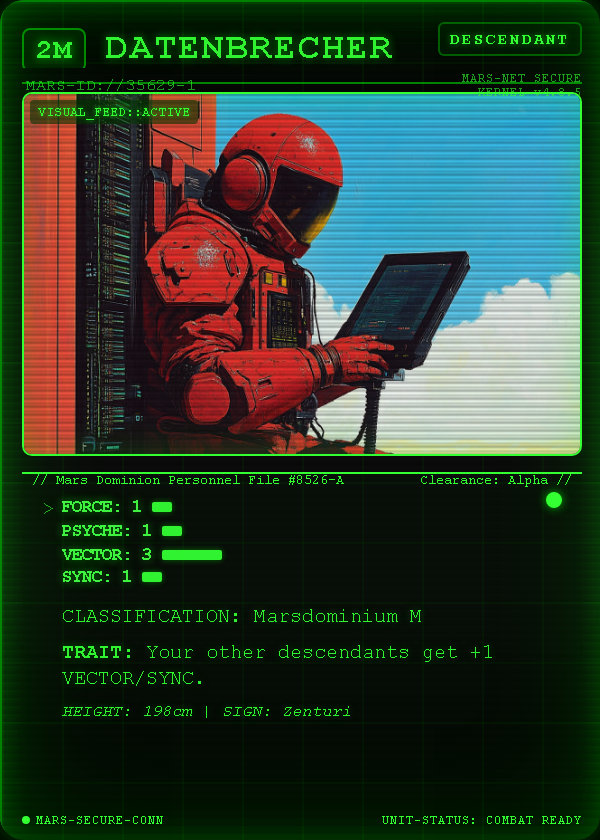 2M DATENBRECHER DESCENDANT
MARS-ID://35629-1 MARS-NET SECURE
KERNEL v4.8.5
VISUAL_FEED::ACTIVE
// Mars Dominion Personnel File #8526-A Clearance: Alpha //
> FORCE: 1
PSYCHE: 1
VECTOR: 3
SYNC: 1
CLASSIFICATION: Marsdominium M
TRAIT: Your other descendants get +1
VECTOR/SYNC.
HEIGHT: 198cm | SIGN: Zenturi
MARS-SECURE-CONN UNIT-STATUS: COMBAT READY